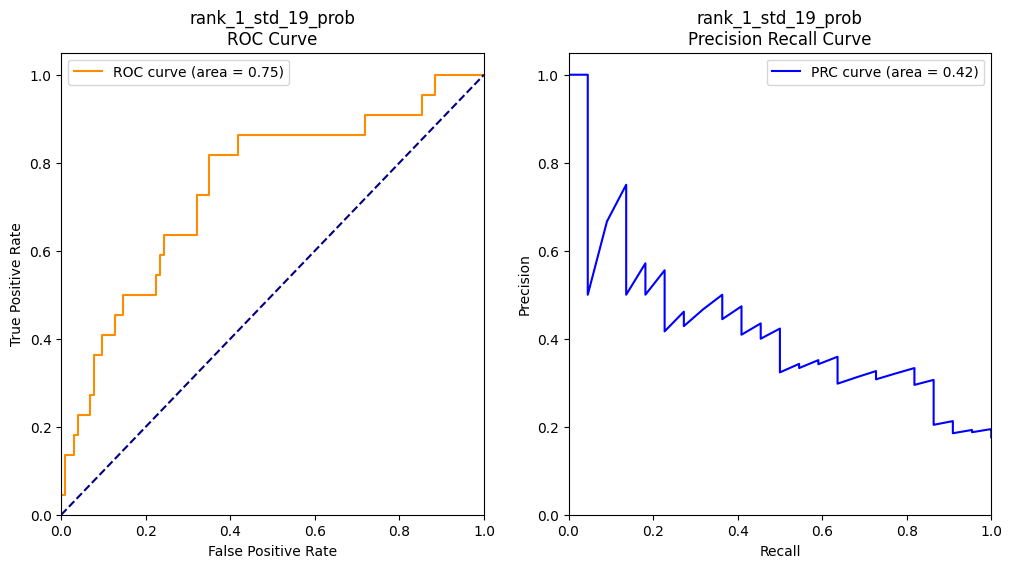 rank_1_std_19_prob
ROC Curve
ROC curve (area = 0.75)
1.0
0.8
0.6
0.4
0.2
0.0
True Positive Rate
0.0 0.2 0.4 0.6 0.8 1.0
False Positive Rate
rank_1_std_19_prob
Precision Recall Curve
PRC curve (area = 0.42)
1.0
0.8
0.6
0.4
0.2
0.0
Precision
0.0 0.2 0.4 0.6 0.8 1.0
Recall